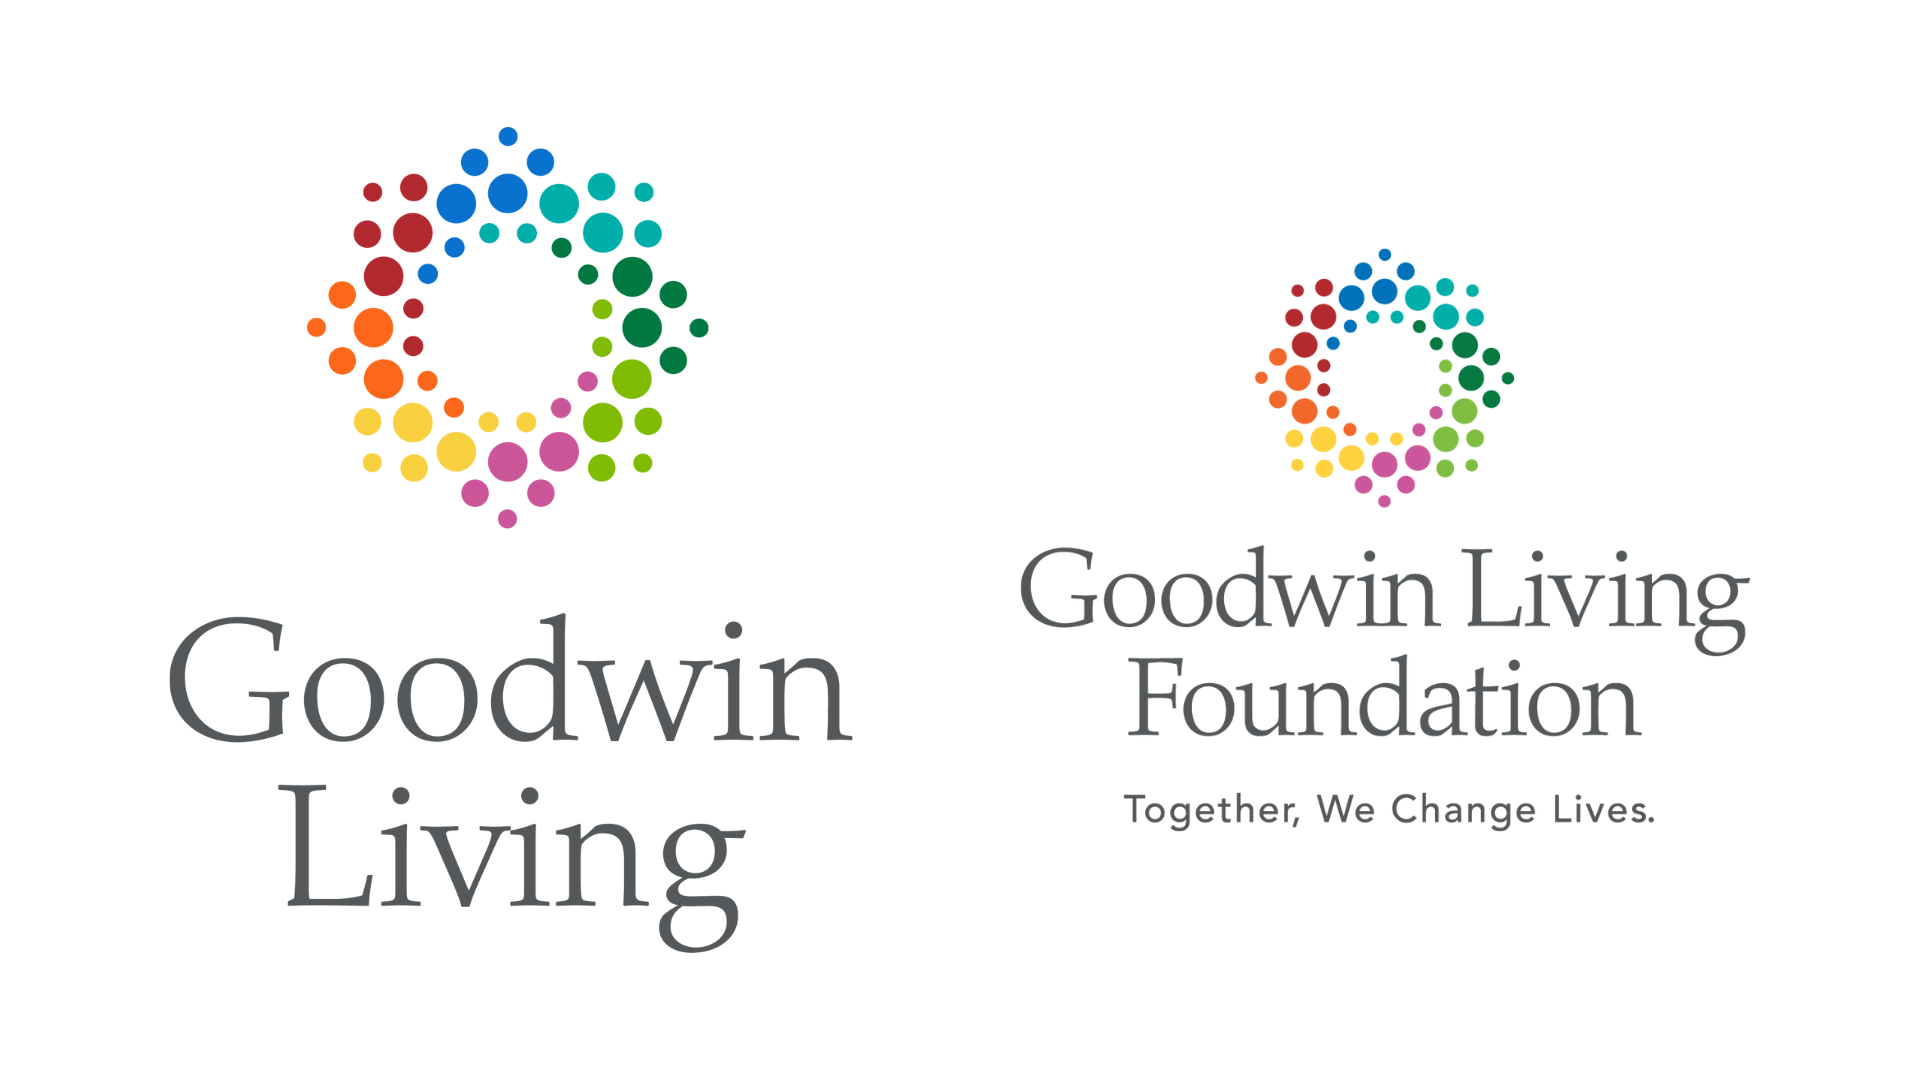 Goodwin
Living
Goodwin Living
Foundation
Together, We Change Lives.